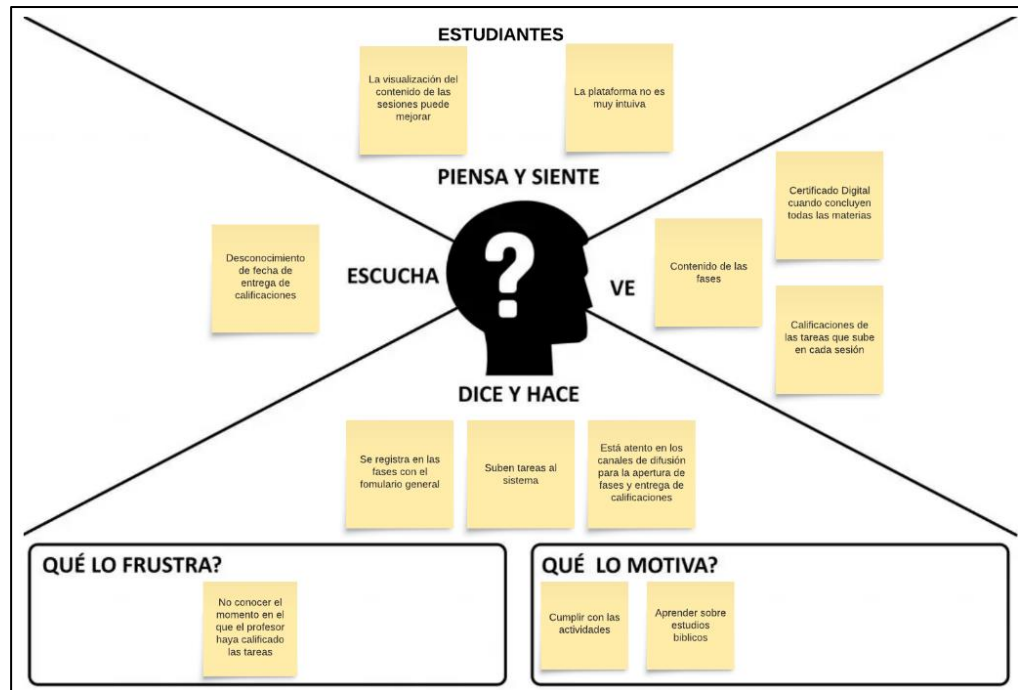 ESTUDIANTES
La visualización del
contenido de las
sesiones puede
mejorar
La plataforma no es
muy intuiva
PIENSA Y SIENTE
Certificado Digital
cuando concluyen
todas las materias
Desconocimiento
de fecha de
entrega de
calificaciones
ESCUCHA
?
VE
Contenido de las
fases
Calificaciones de
las tareas que sube
en cada sesión
DICE Y HACE
Se registra en las
fases con el
fomulario general
Suben tareas al
sistema
Está atento en los
canales de difusión
para la apertura de
fases y entrega de
calificaciones
QUÉ LO FRUSTRA?
No conocer el
momento en el
que el profesor
haya calificado
las tareas
QUÉ LO MOTIVA?
Cumplir con las
actividades
Aprender sobre
estudios
bíblicos